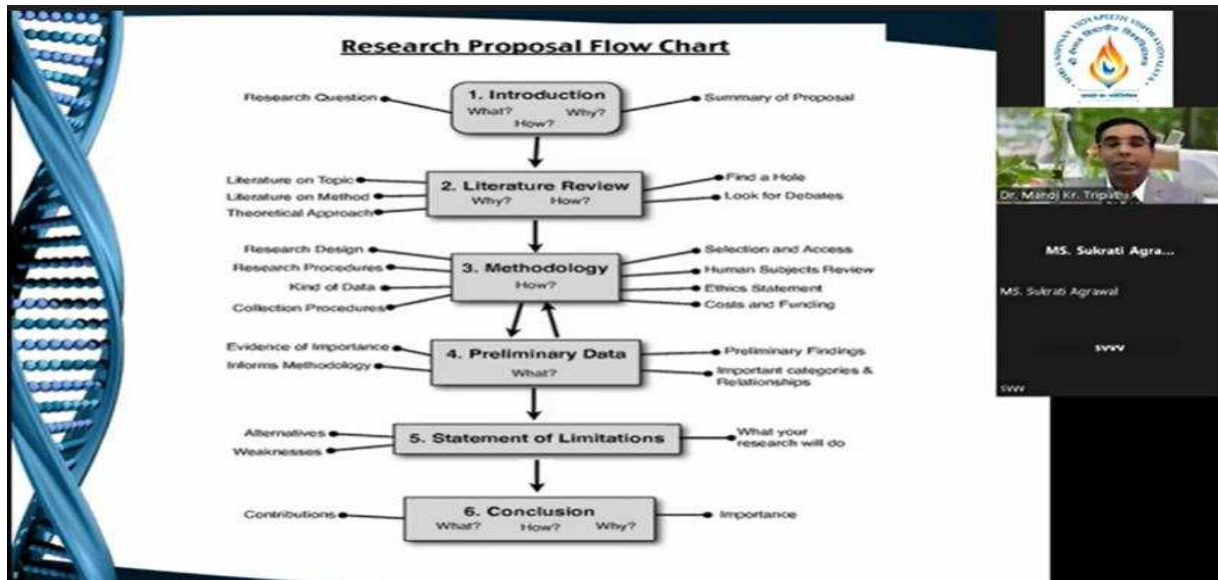 Research Proposal Flow Chart
1. Introduction
What? Why?
How?
Research Question
Summary of Proposal
2. Literature Review
Why? How?
Literature on Topic
Literature on Method
Theoretical Approach
Find a Hole
Look for Debates
3. Methodology
How?
Research Design
Research Procedures
Kind of Data
Collection Procedures
Selection and Access
Human Subjects Review
Ethics Statement
Costs and Funding
4. Preliminary Data
What?
Evidence of Importance
Informs Methodology
Preliminary Findings
Important categories &
Relationships
5. Statement of Limitations
Alternatives
Weaknesses
What your
research will do
6. Conclusion
What? How? Why?
Contributions
Importance
SHRI VAISHNAV VIDYAPEETH VISHWAVIDYALAYA
Dr. Manoj Kr. Tripathi
MS. Sukrati Agra...
MS. Sukrati Agrawal
svvv
svvv